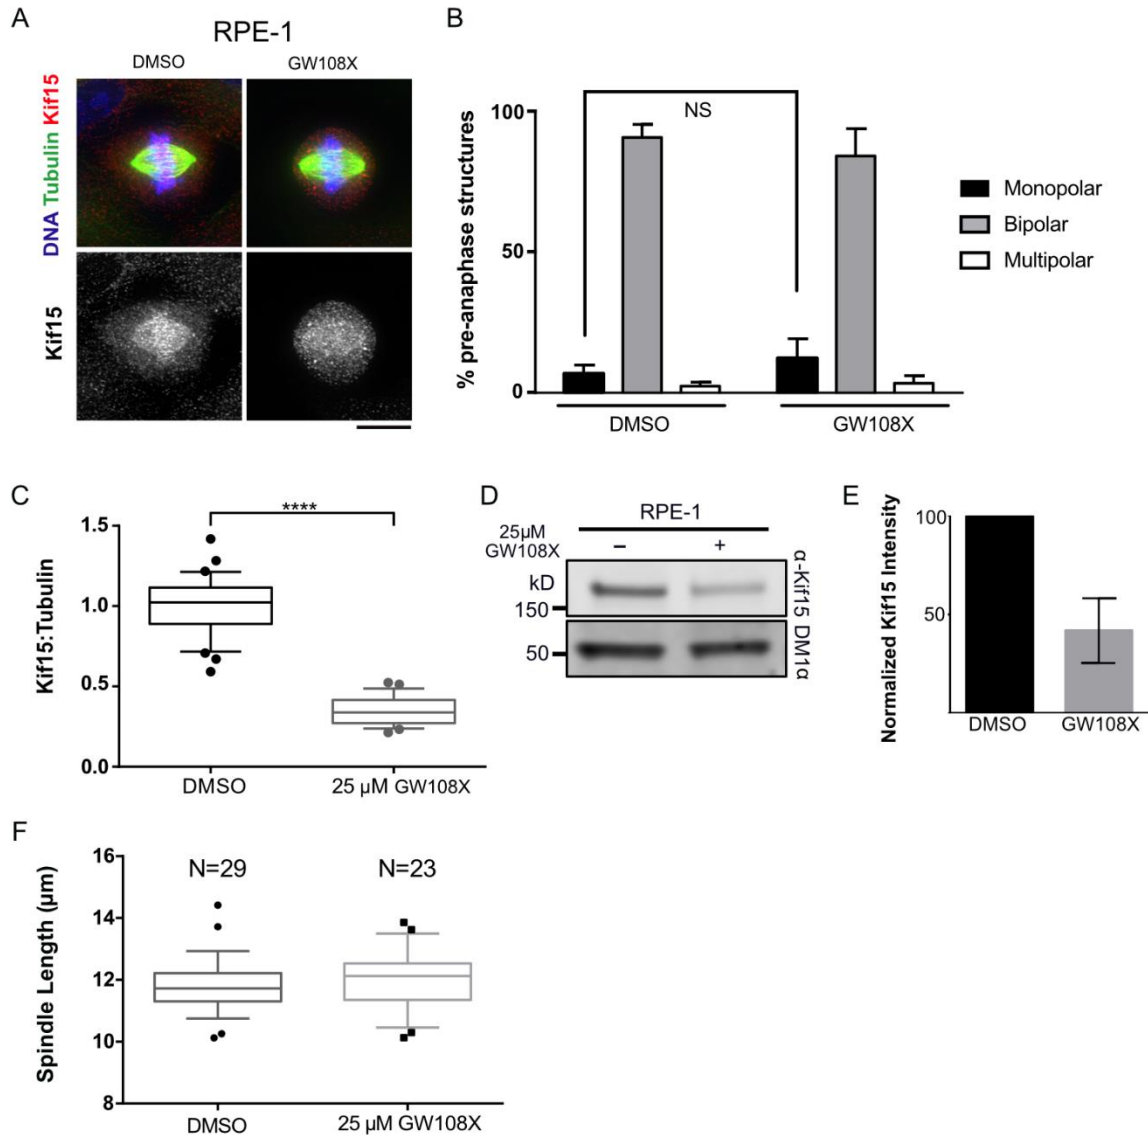 A
RPE-1
DMSO
GW108X
DNA Tubulin Kif15
Kif15
B
% pre-anaphase structures
100
50
0
NS
DMSO
GW108X
Monopolar
Bipolar
Multipolar
C
Kif15:Tubulin
1.5
1.0
0.5
0.0
****
DMSO
25 µM GW108X
D
RPE-1
25µM
GW108X
– +
kD
150
50
α-Kif15
DM1α
E
Normalized Kif15 Intensity
100
50
DMSO
GW108X
F
Spindle Length (µm)
16
14
12
10
8
N=29
N=23
DMSO
25 µM GW108X